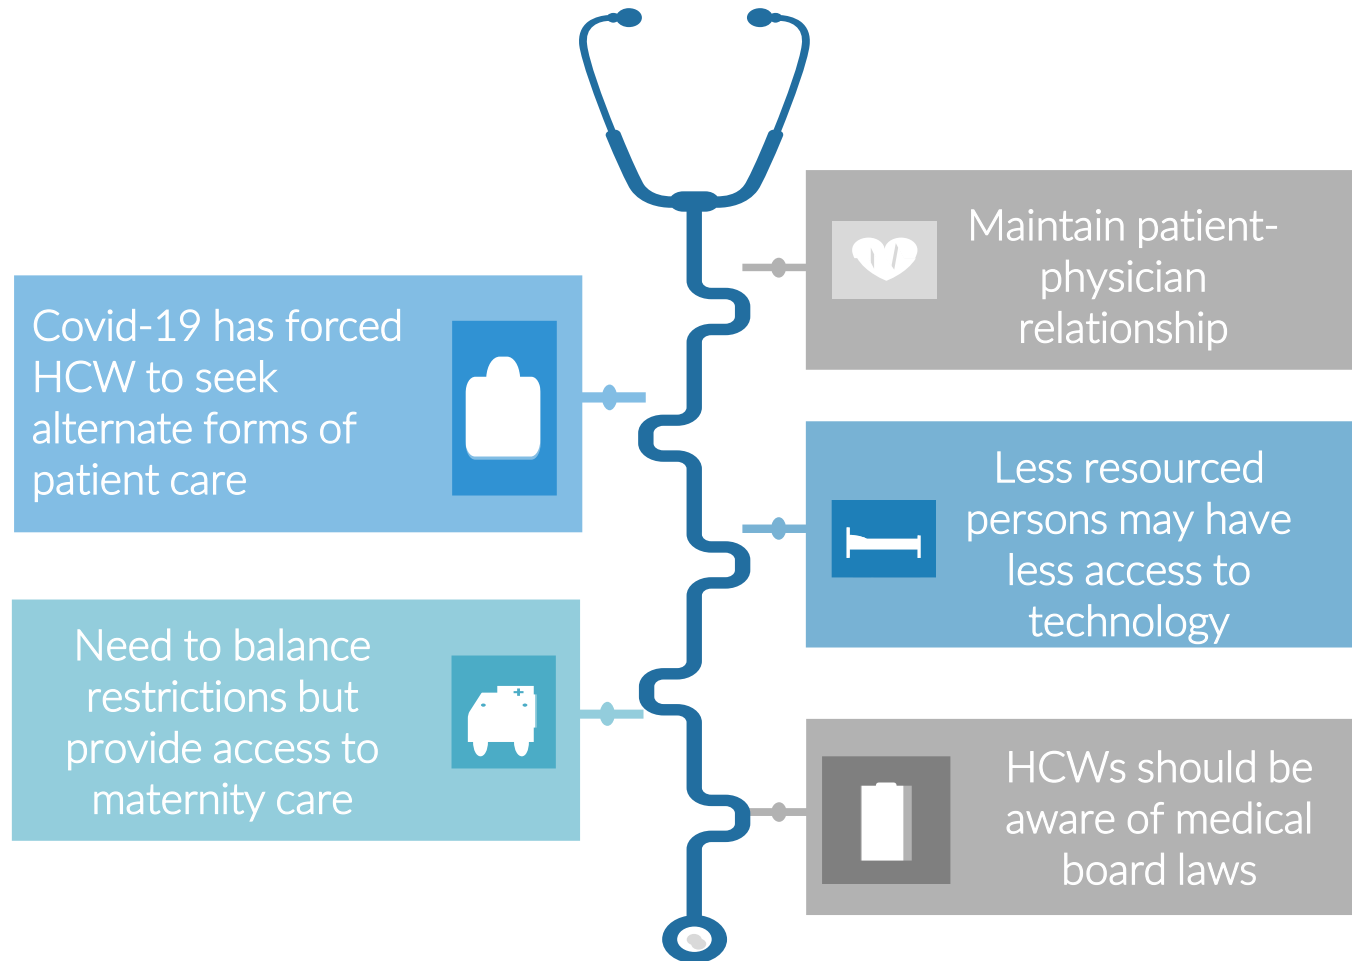 Maintain patient-
physician
relationship
Covid-19 has forced
HCW to seek
alternate forms of
patient care
Less resourced
persons may have
less access to
technology
Need to balance
restrictions but
provide access to
maternity care
HCWs should be
aware of medical
board laws